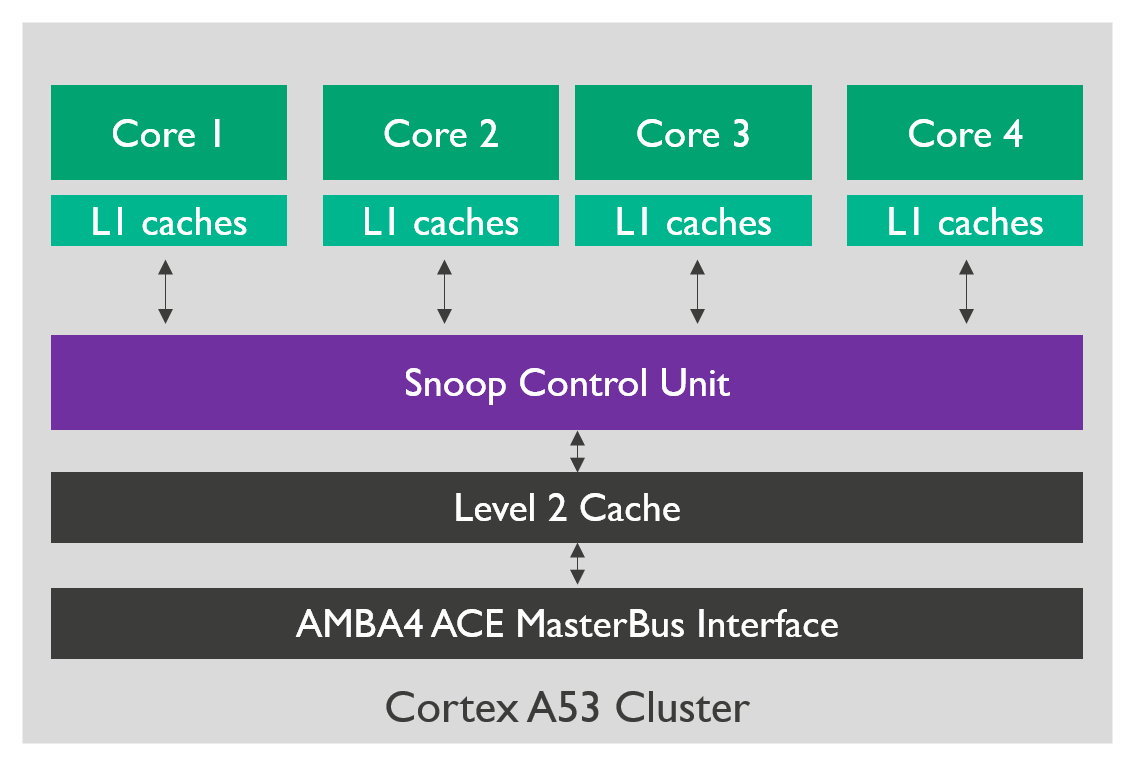 Core 1
Core 2
Core 3
Core 4
L1 caches
L1 caches
L1 caches
L1 caches
Snoop Control Unit
Level 2 Cache
AMBA4 ACE MasterBus Interface
Cortex A53 Cluster